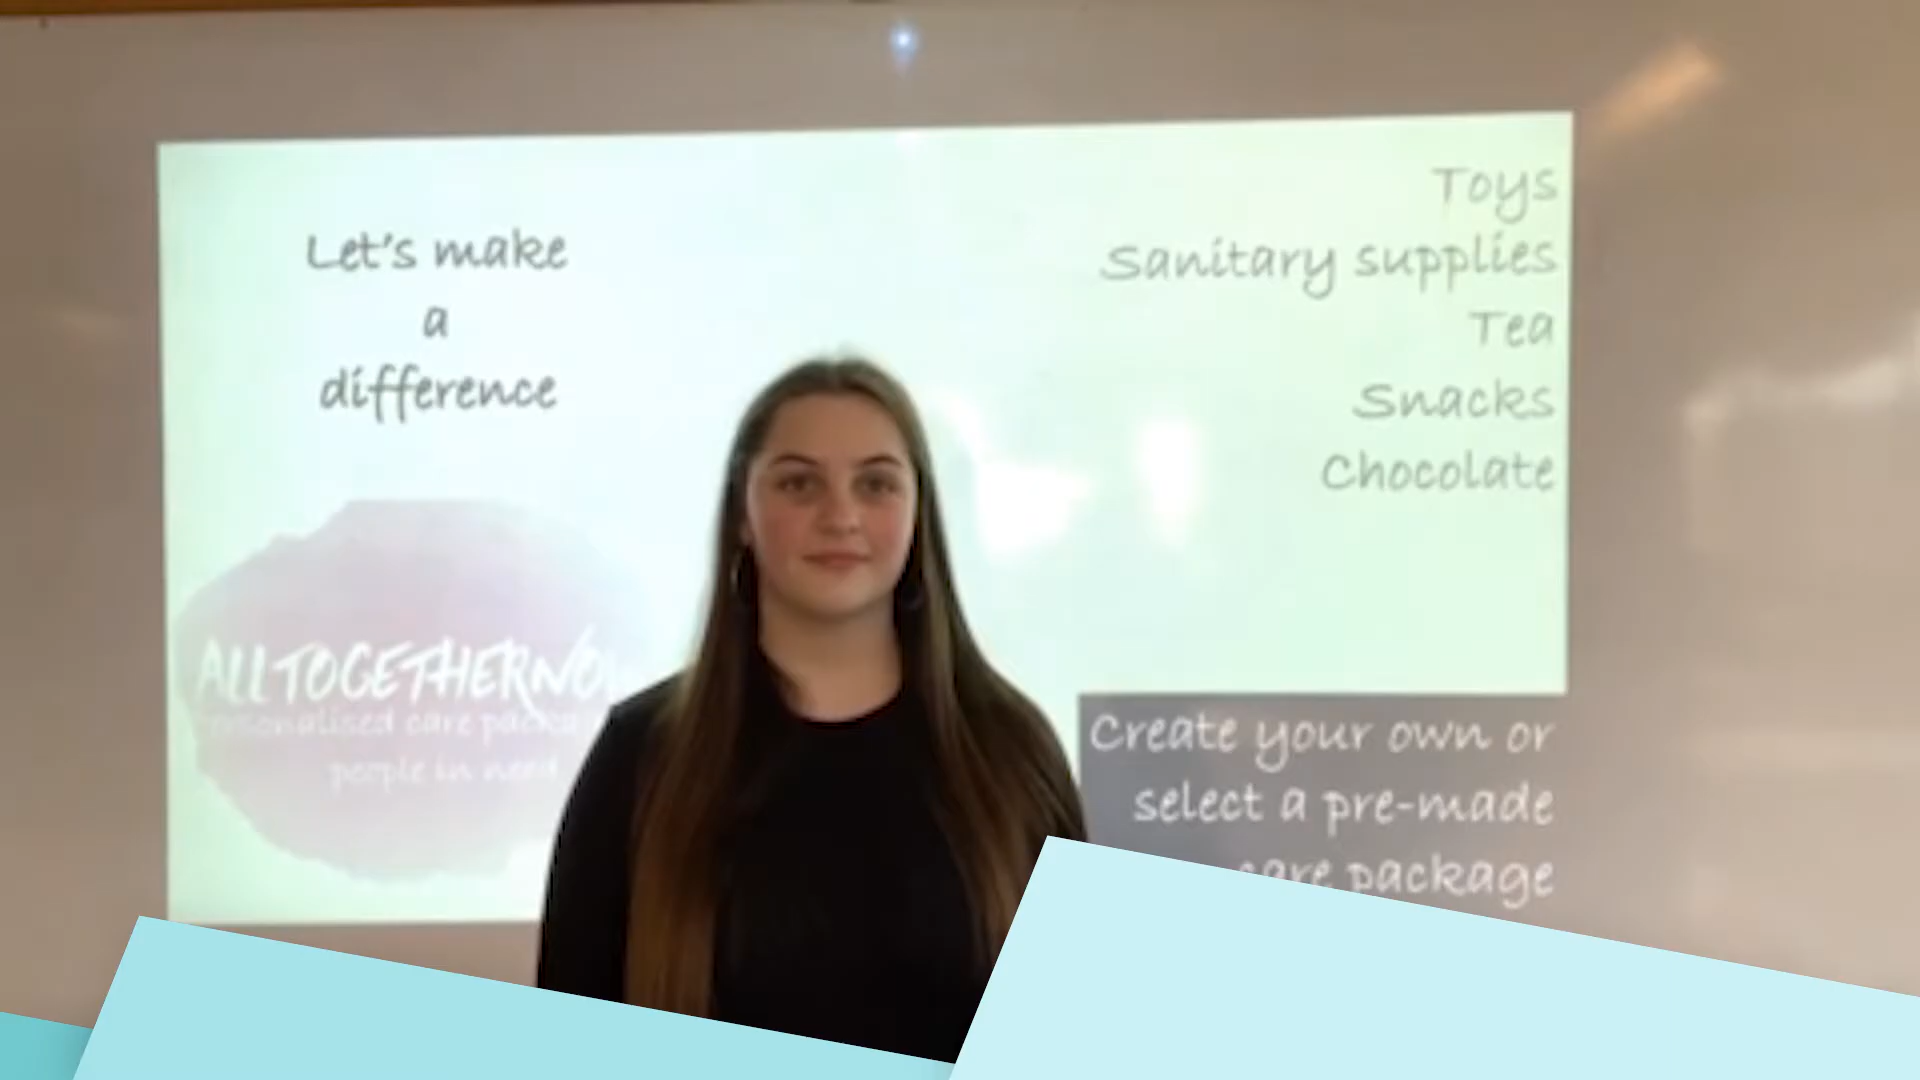 Let's make
a
difference
ALLTOGETHERNOW
care
people in need
Toys
Sanitary supplies
Tea
Snacks
Chocolate
Create your own or
select a pre-made
care package